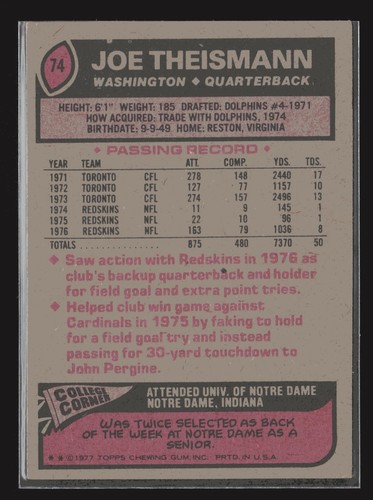 74
JOE THEISMANN
WASHINGTON ◆ QUARTERBACK
HEIGHT: 6'1" WEIGHT: 185 DRAFTED: DOLPHINS #4-1971
HOW ACQUIRED: TRADE WITH DOLPHINS, 1974
BIRTHDATE: 9-9-49 HOME: RESTON, VIRGINIA
◆ PASSING RECORD ◆
YEAR TEAM ATT. COMP. YDS. TDS.
1971 TORONTO CFL 278 148 2440 17
1972 TORONTO CFL 127 77 1157 10
1973 TORONTO CFL 274 157 2496 13
1974 REDSKINS NFL 11 9 145 1
1975 REDSKINS NFL 22 10 96 1
1976 REDSKINS NFL 163 79 1036 8
TOTALS .................... 875 480 7370 50
◆ Saw action with Redskins in 1976 as
club's backup quarterback and holder
for field goal and extra point tries.
◆ Helped club win game against
Cardinals in 1975 by faking to hold
for a field goal try and instead
passing for 30-yard touchdown to
John Pergine.
COLLEGE
CORNER
ATTENDED UNIV. OF NOTRE DAME
NOTRE DAME, INDIANA
WAS TWICE SELECTED AS BACK
OF THE WEEK AT NOTRE DAME AS A
SENIOR.
★ ★ ©1977 TOPPS CHEWING GUM, INC. PRTD. IN U.S.A.